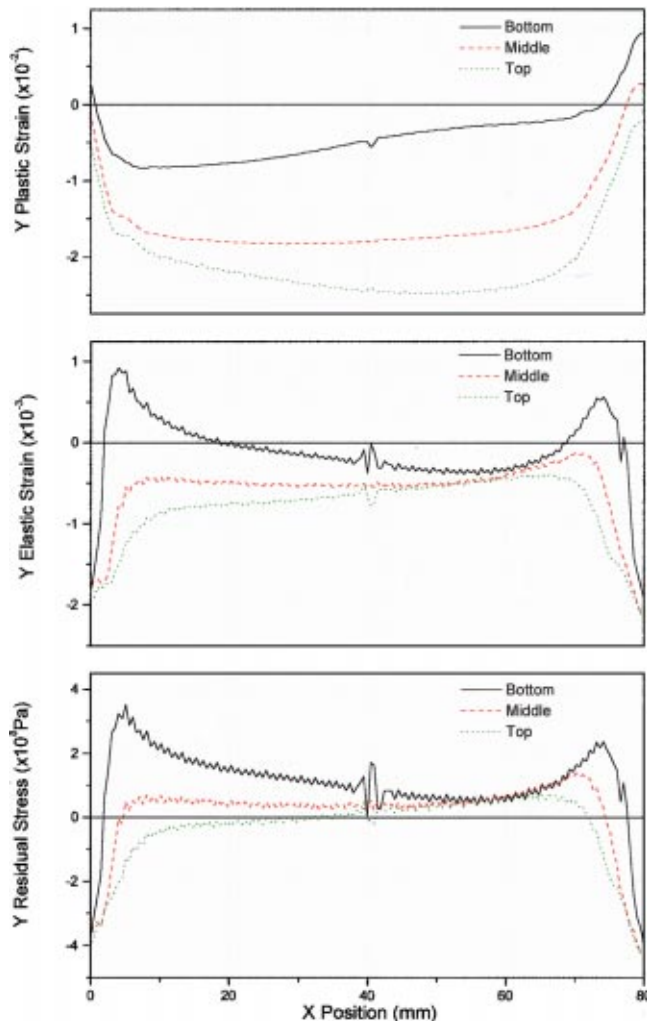 Y Plastic Strain (x10⁻²)
1
0
-1
-2
Bottom
Middle
Top
Y Elastic Strain (x10⁻³)
1
0
-1
-2
Bottom
Middle
Top
Y Residual Stress (x10⁸Pa)
4
2
0
-2
-4
Bottom
Middle
Top
0
20
40
60
80
X Position (mm)